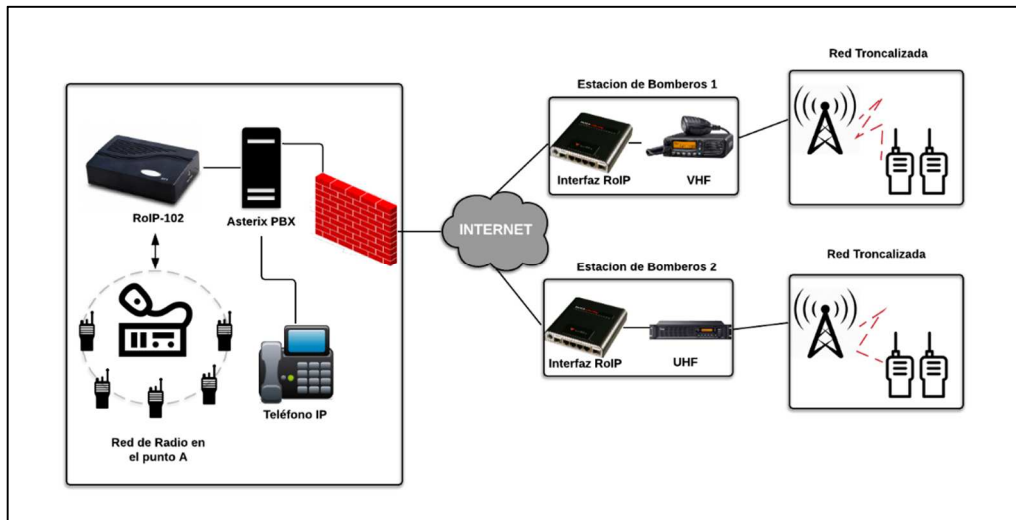 RoIP-102
Asterix PBX
Teléfono IP
Red de Radio en
el punto A
INTERNET
Estacion de Bomberos 1
Interfaz RoIP
VHF
Red Troncalizada
Estacion de Bomberos 2
Interfaz RoIP
UHF
Red Troncalizada